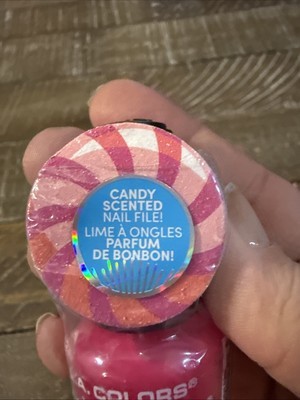 CANDY
SCENTED
NAIL FILE!
LIME À ONGLES
PARFUM
DE BONBON!
.A. COLORS®